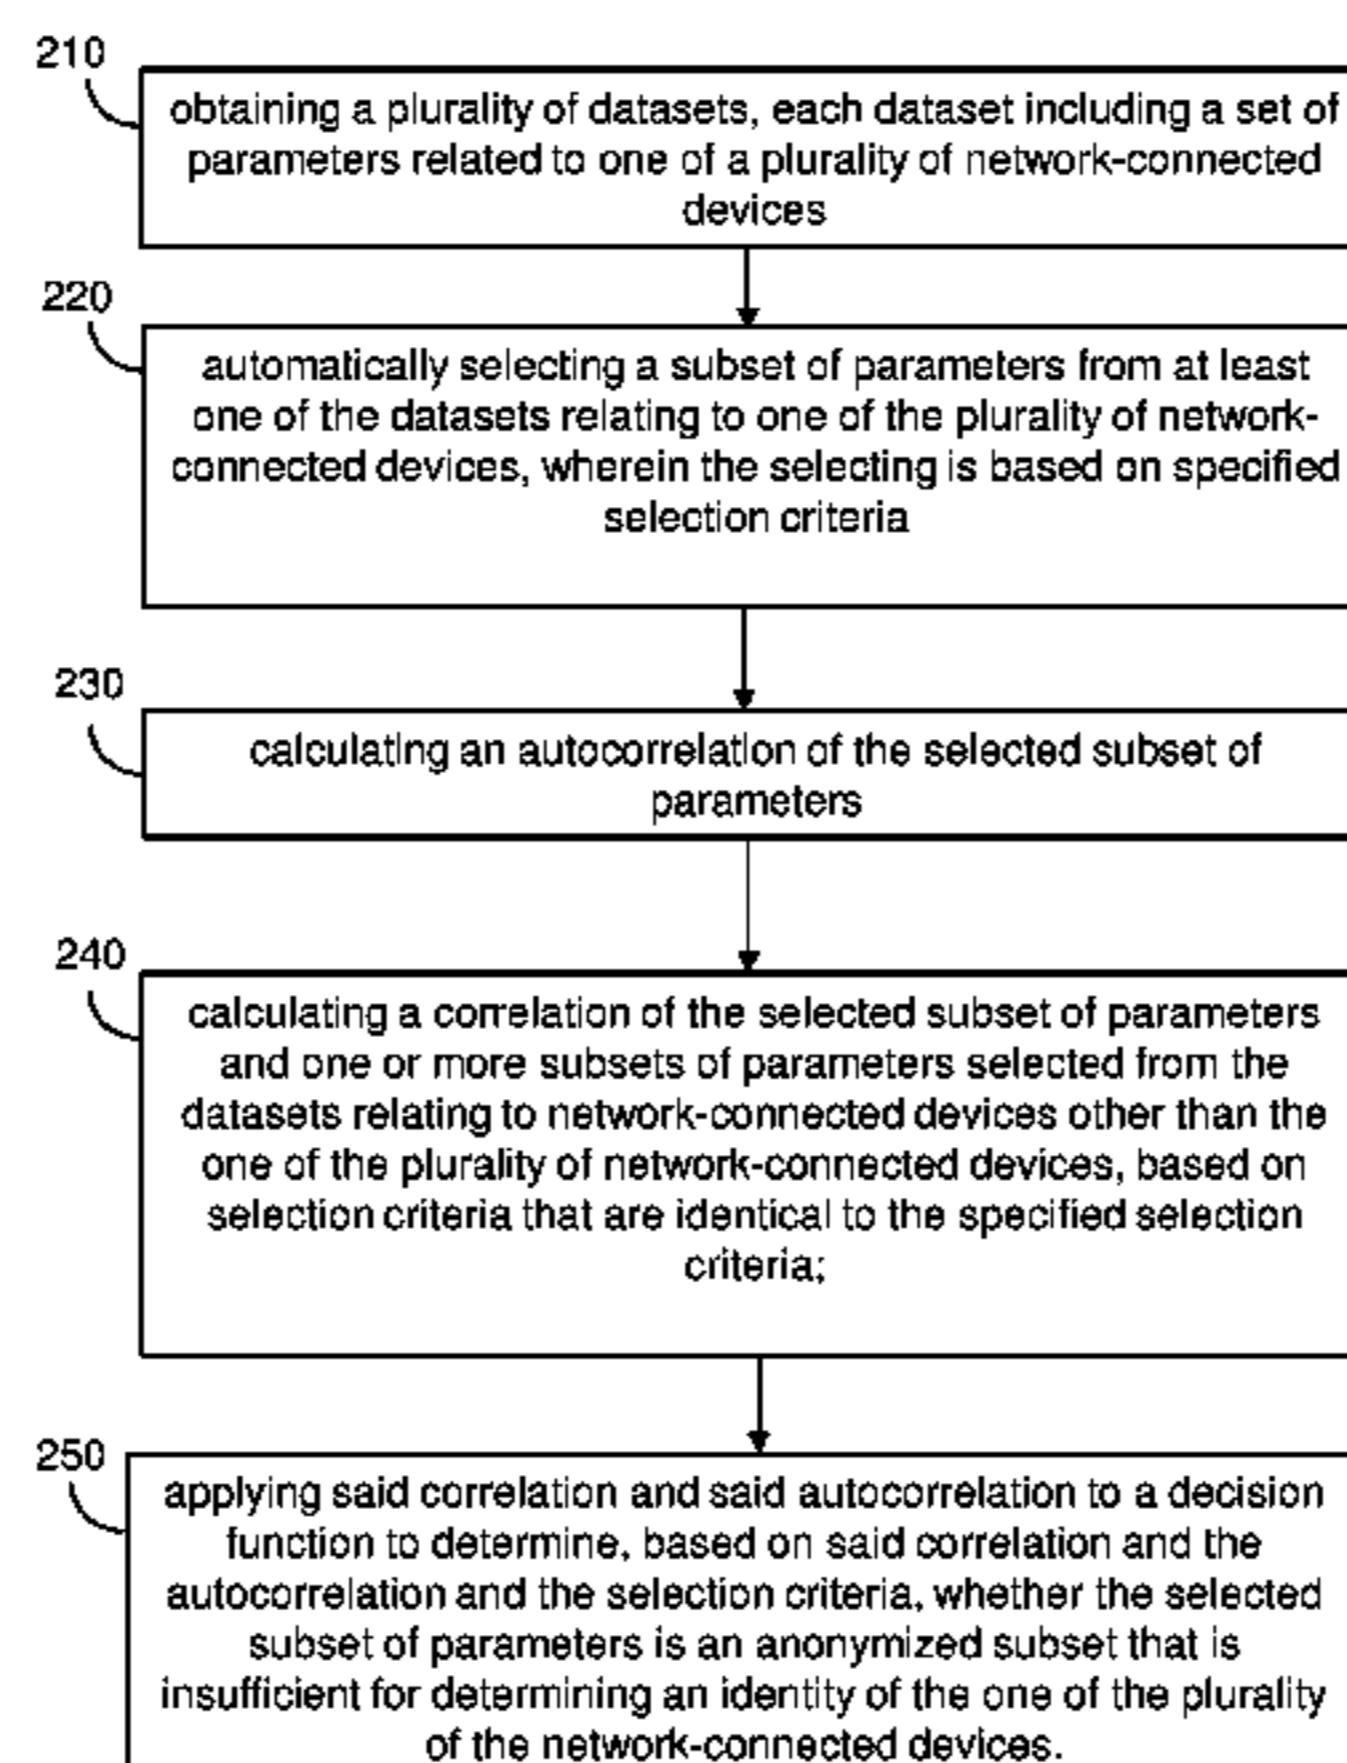 210
obtaining a plurality of datasets, each dataset including a set of
parameters related to one of a plurality of network-connected
devices
220
automatically selecting a subset of parameters from at least
one of the datasets relating to one of the plurality of network-
connected devices, wherein the selecting is based on specified
selection criteria
230
calculating an autocorrelation of the selected subset of
parameters
240
calculating a correlation of the selected subset of parameters
and one or more subsets of parameters selected from the
datasets relating to network-connected devices other than the
one of the plurality of network-connected devices, based on
selection criteria that are identical to the specified selection
criteria;
250
applying said correlation and said autocorrelation to a decision
function to determine, based on said correlation and the
autocorrelation and the selection criteria, whether the selected
subset of parameters is an anonymized subset that is
insufficient for determining an identity of the one of the plurality
of the network-connected devices.